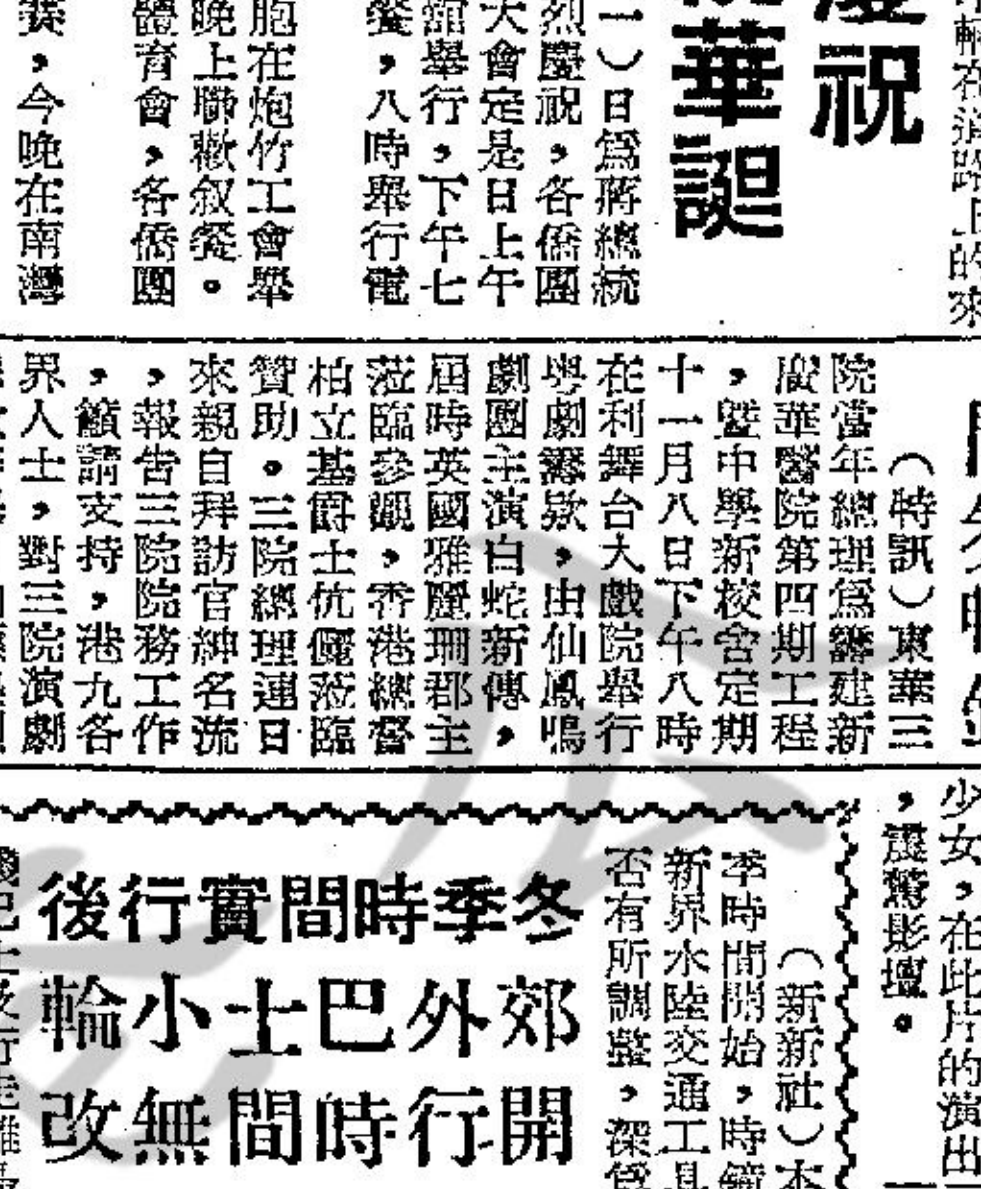 慶祝
華誕
一）日爲蔣總統
烈慶祝，各僑團
大會定是日上午
舘舉行，下午七
餐，八時舉行電
胞在炮竹工會舉
晚上聯歡叙餐。
體育會，各僑團
，今晚在南灣
（特訊）東華三
院當年總理爲籌建新
廣華醫院第四期工程
，曁中學新校舍定期
十一月八日下午八時
在利舞台大戲院舉行
粤劇籌欵，由仙鳳鳴
劇團主演白蛇新傳，
屆時英國雅麗珊郡主
蒞臨參觀，香港總督
柏立基爵士伉儷蒞臨
贊助。三院總理連日
來親自拜訪官紳名流
，報告三院院務工作
，籲請支持，港九各
界人士，對三院演劇
少女，在此片的演出
，震驚影壇。
冬季時間實行後
郊外巴士小輪
開行時間無改
（新新社）本
季時間開始，時鐘
新界水陸交通工具
否有所調整，深爲